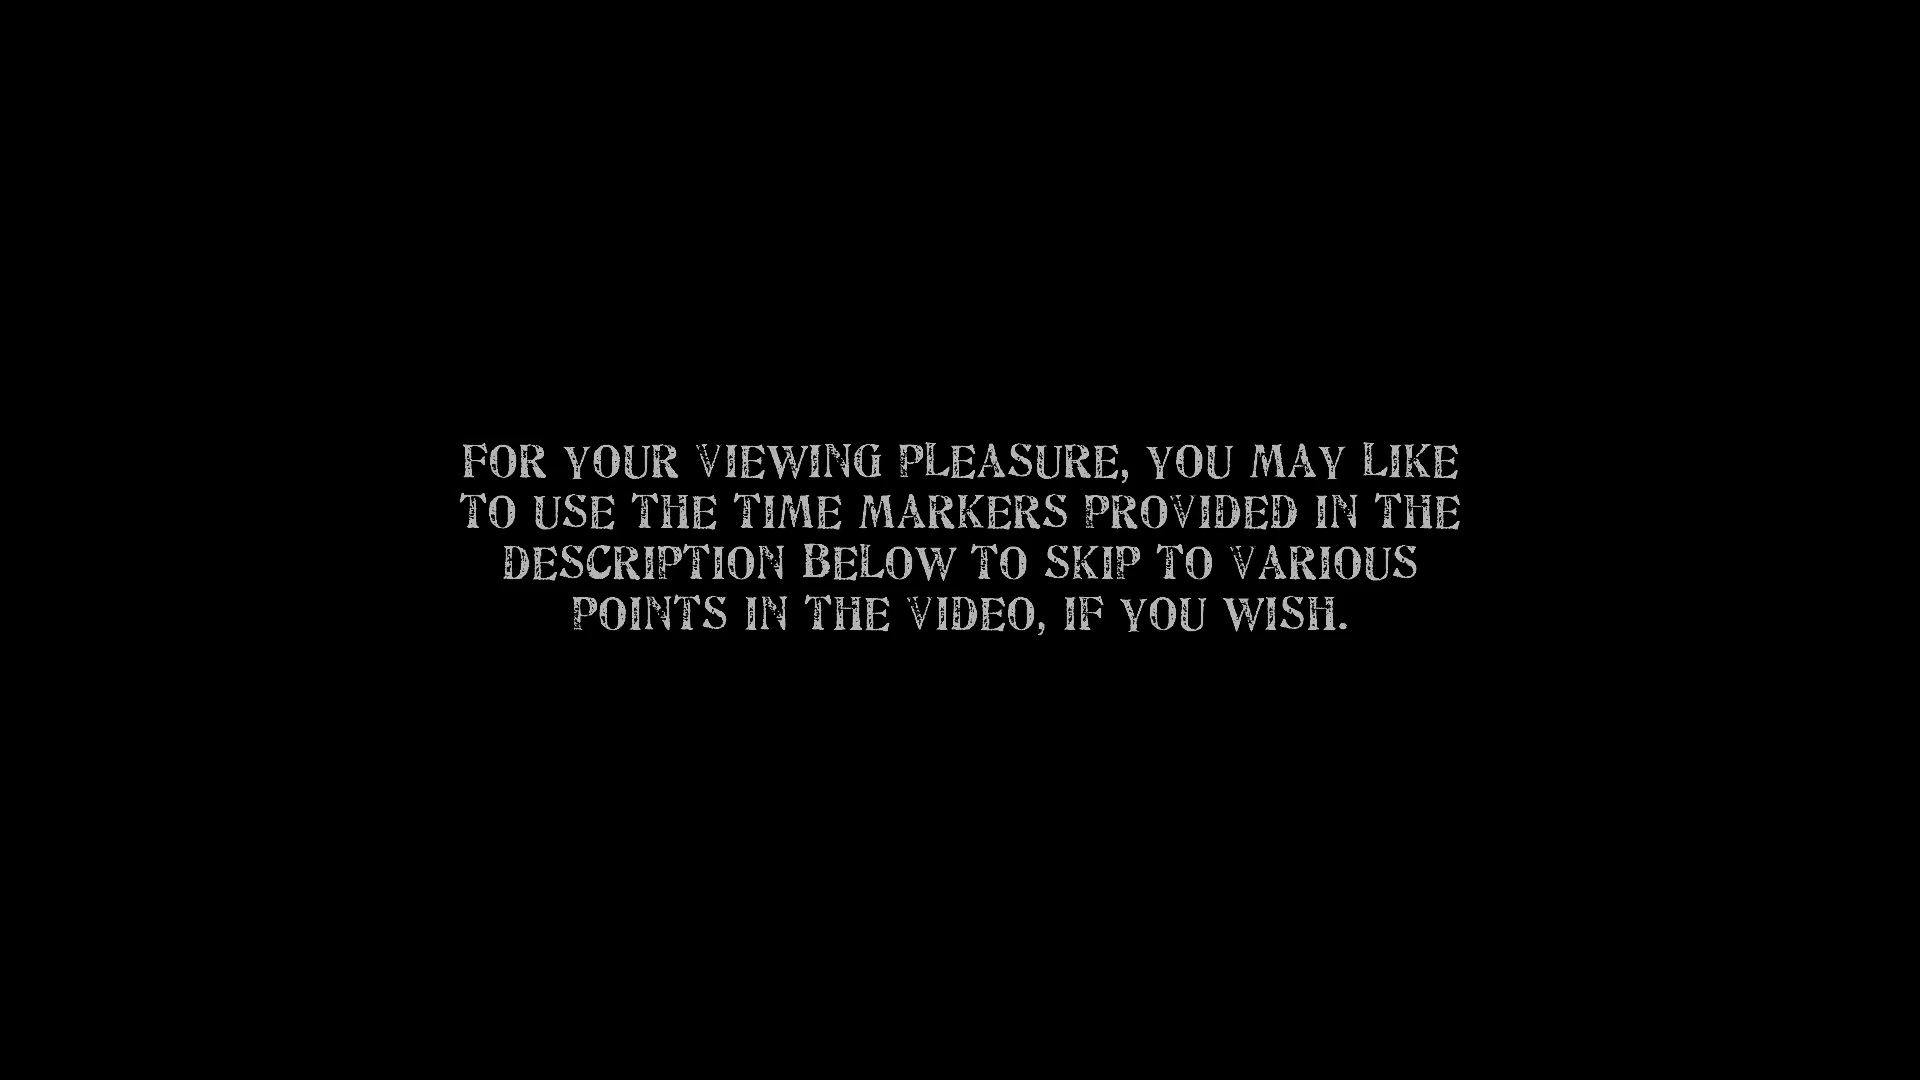 FOR YOUR VIEWING PLEASURE, YOU MAY LIKE
TO USE THE TIME MARKERS PROVIDED IN THE
DESCRIPTION BELOW TO SKIP TO VARIOUS
POINTS IN THE VIDEO, IF YOU WISH.